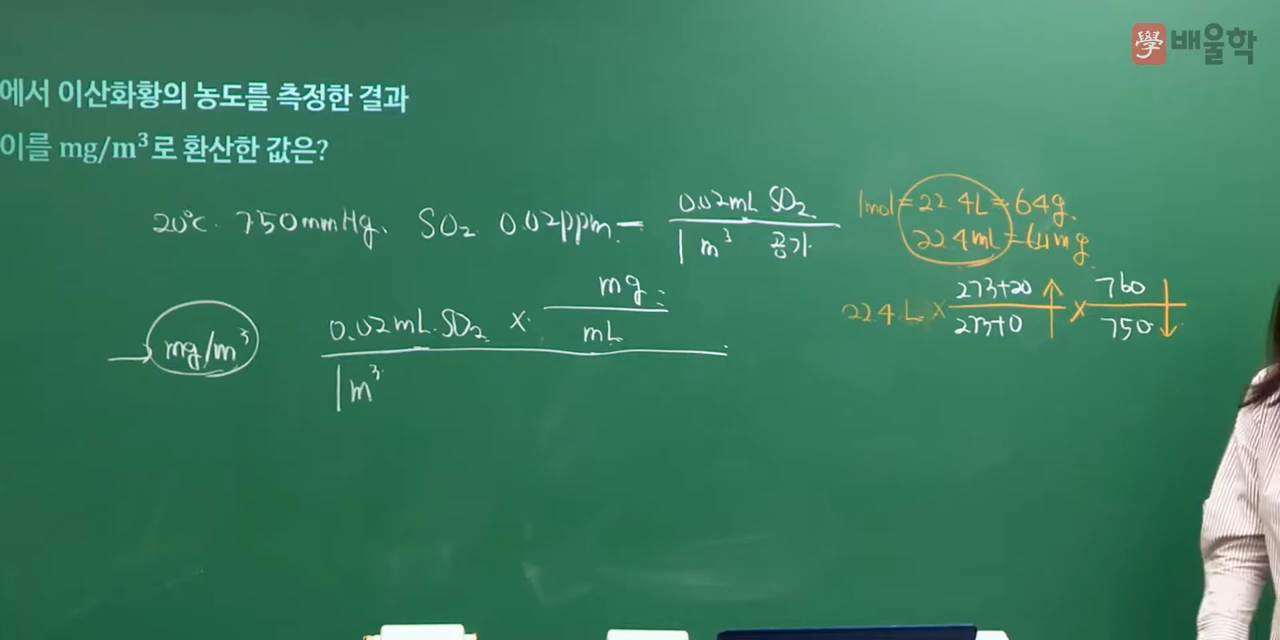 學 배울학
에서 이산화황의 농도를 측정한 결과
이를 mg/m³로 환산한 값은?
20℃. 750mmHg. SO₂ 0.02ppm =
0.02mL SO₂
1 m³ 공기
1mol = 22.4L = 64g.
22.4mL = 64mg
22.4L × 273+20 ↑ × 760 ↓
273+0 750
→ mg/m³
0.02mL. SO₂ × mg
mL
1m³